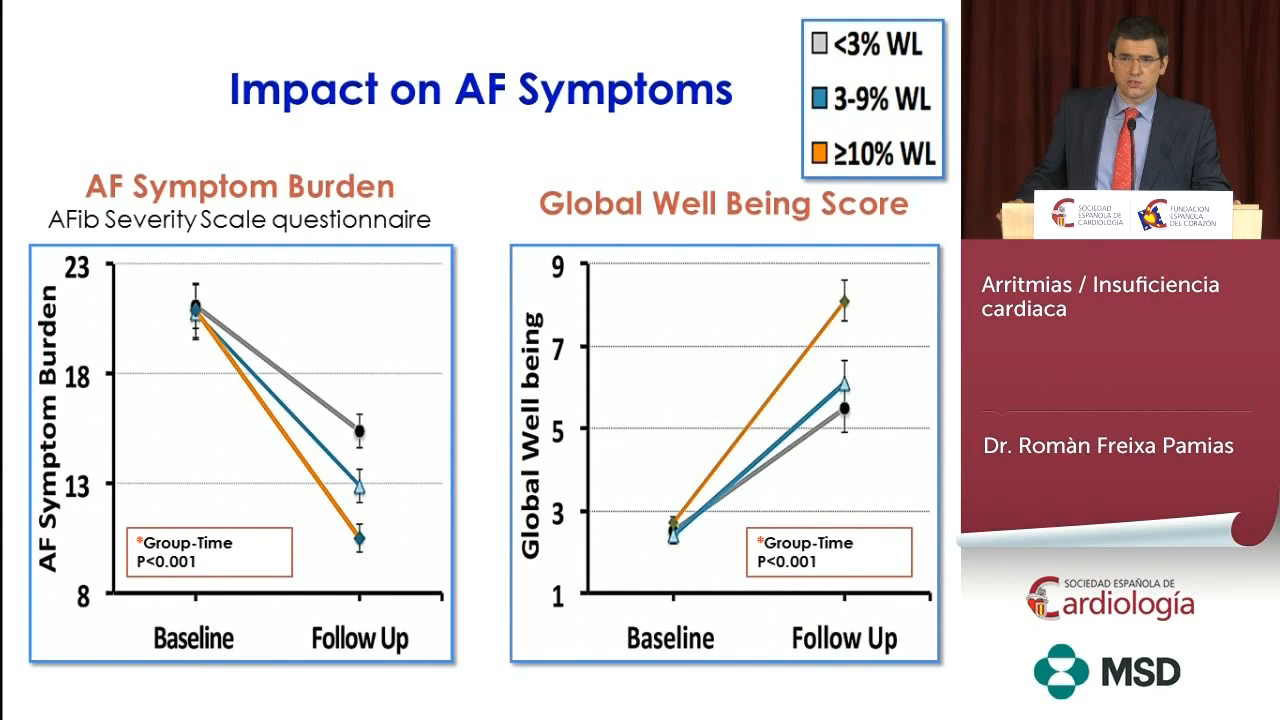 Impact on AF Symptoms
<3% WL
3-9% WL
≥10% WL
AF Symptom Burden
AFib Severity Scale questionnaire
AF Symptom Burden
23
18
13
8
*Group-Time
P<0.001
Baseline
Follow Up
Global Well Being Score
Global Well being
9
7
5
3
1
*Group-Time
P<0.001
Baseline
Follow Up
SOCIEDAD
ESPAÑOLA DE
CARDIOLOGÍA
FUNDACIÓN
ESPAÑOLA
DEL CORAZÓN
Arritmias / Insuficiencia
cardiaca
Dr. Romàn Freixa Pamias
SOCIEDAD ESPAÑOLA DE
Cardiología
MSD